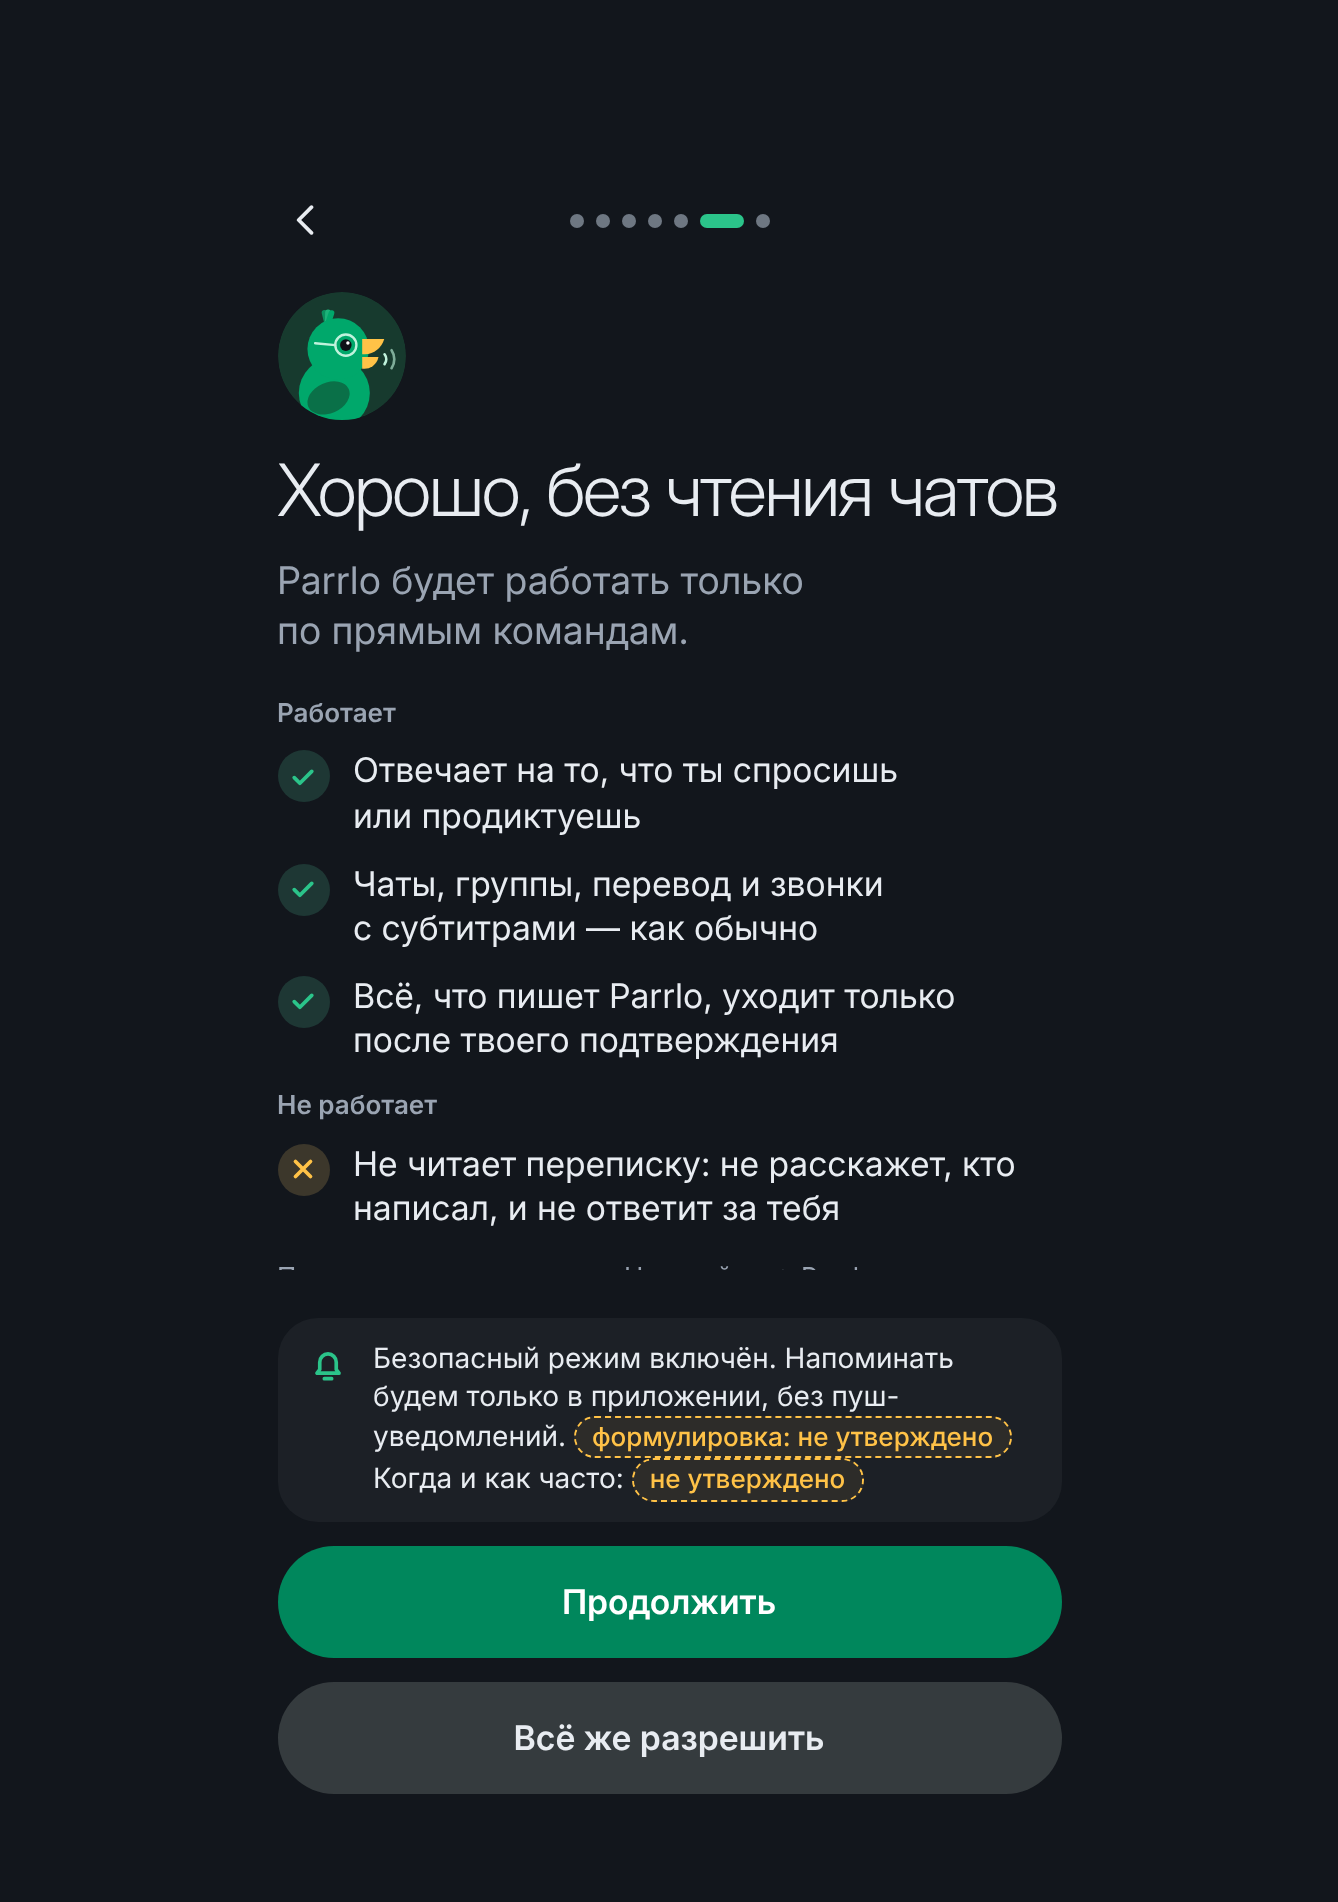 Хорошо, без чтения чатов
Parrlo будет работать только
по прямым командам.
Работает
Отвечает на то, что ты спросишь
или продиктуешь
Чаты, группы, перевод и звонки
с субтитрами — как обычно
Всё, что пишет Parrlo, уходит только
после твоего подтверждения
Не работает
Не читает переписку: не расскажет, кто
написал, и не ответит за тебя
Безопасный режим включён. Напоминать
будем только в приложении, без пуш-
уведомлений. формулировка: не утверждено
Когда и как часто: не утверждено
Продолжить
Всё же разрешить